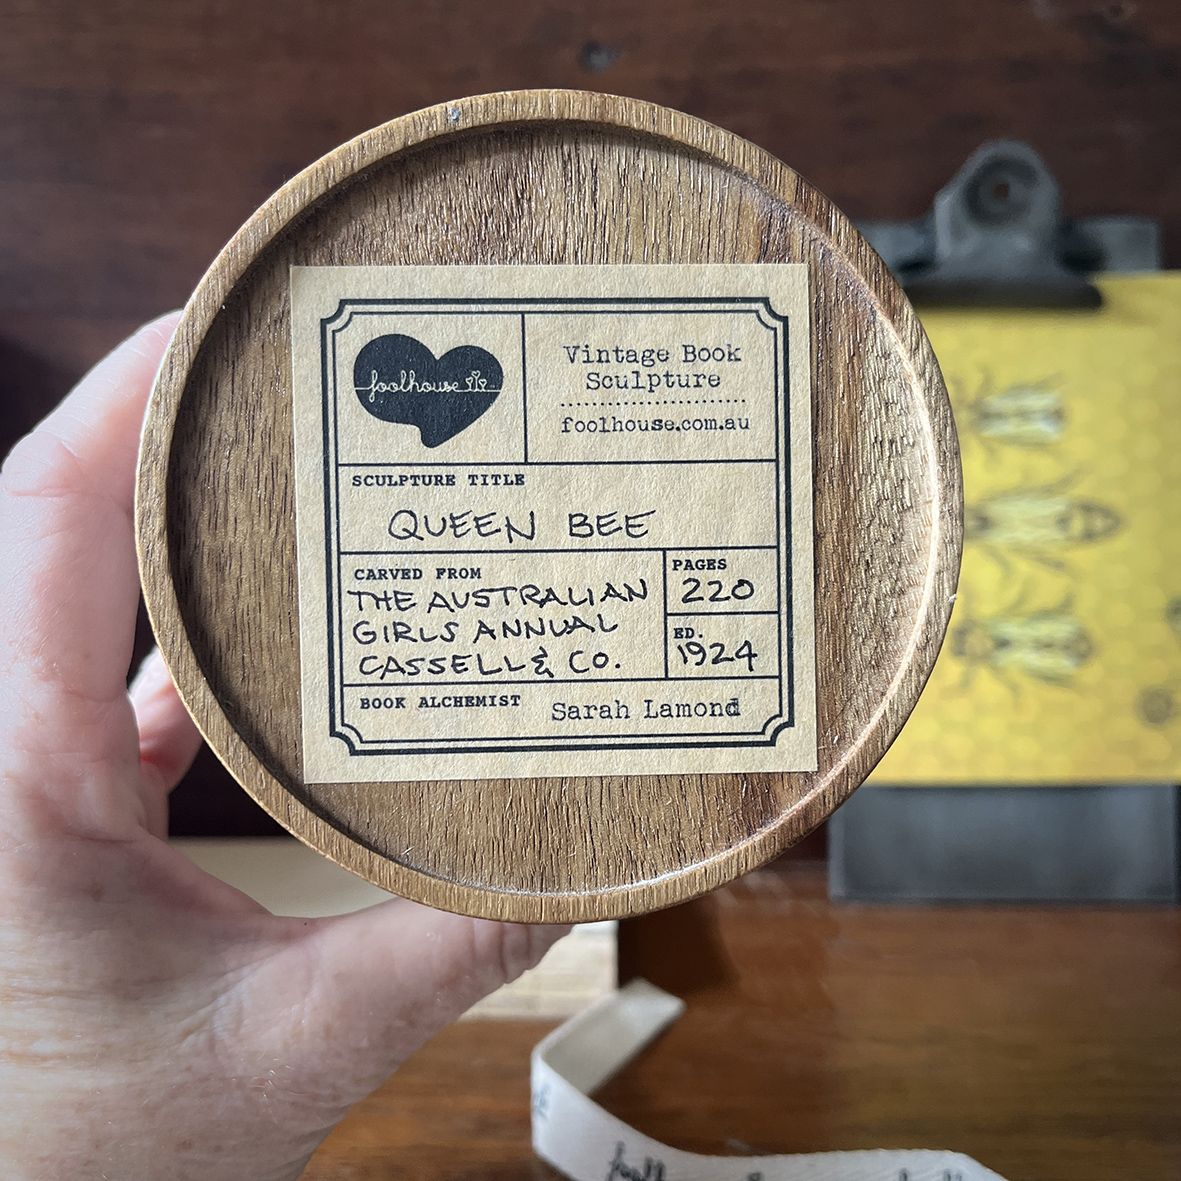 foolhouse
Vintage Book
Sculpture
foolhouse.com.au
SCULPTURE TITLE
QUEEN BEE
CARVED FROM
THE AUSTRALIAN
GIRLS ANNUAL
CASSELL & CO.
PAGES
220
ED.
1924
BOOK ALCHEMIST
Sarah Lamond